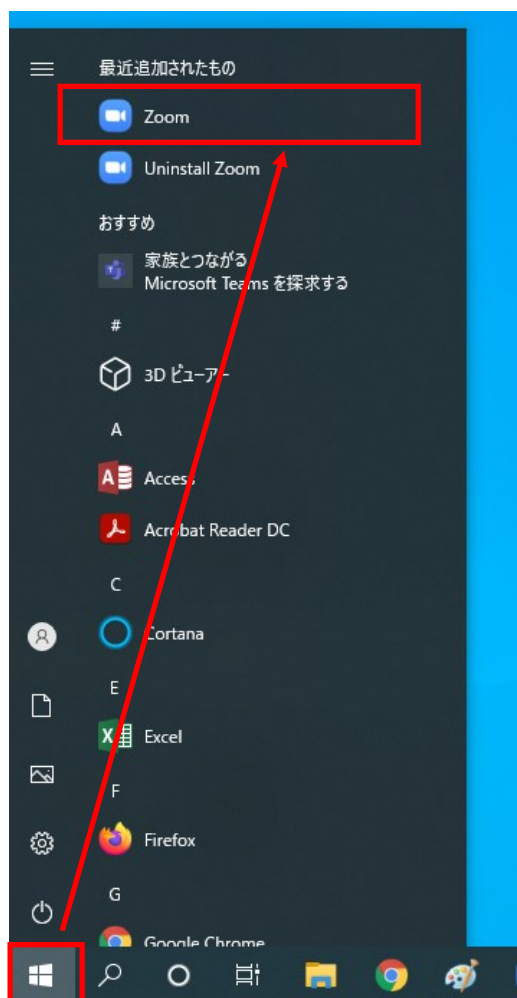 最近追加されたもの
Zoom
Uninstall Zoom
おすすめ
家族とつながる
Microsoft Teams を探求する
#
3D ビューアー
A
Access
Acrobat Reader DC
C
Cortana
E
Excel
F
Firefox
G
Google Chrome